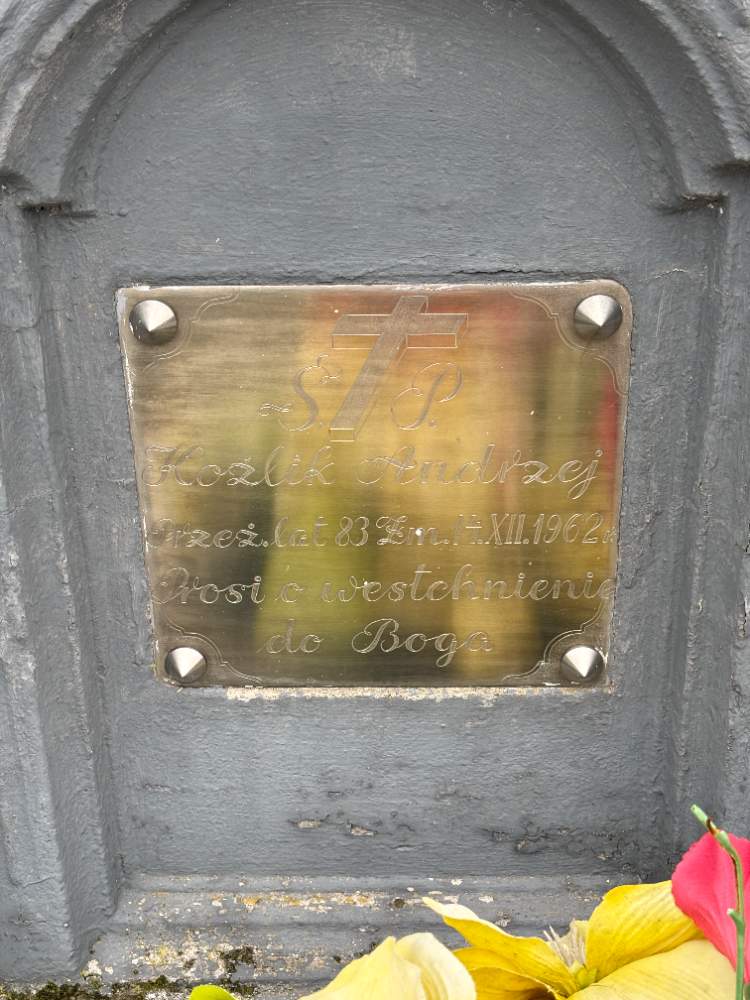 Ś. P.
Koźlik Andrzej
Przeż. lat 83 Zm. 14.XII.1962 r.
Prosi o westchnienie
do Boga